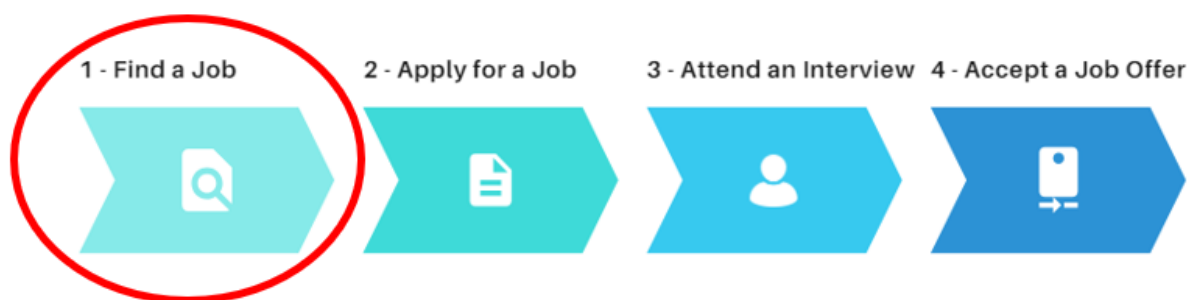 1 - Find a Job
2 - Apply for a Job
3 - Attend an Interview
4 - Accept a Job Offer